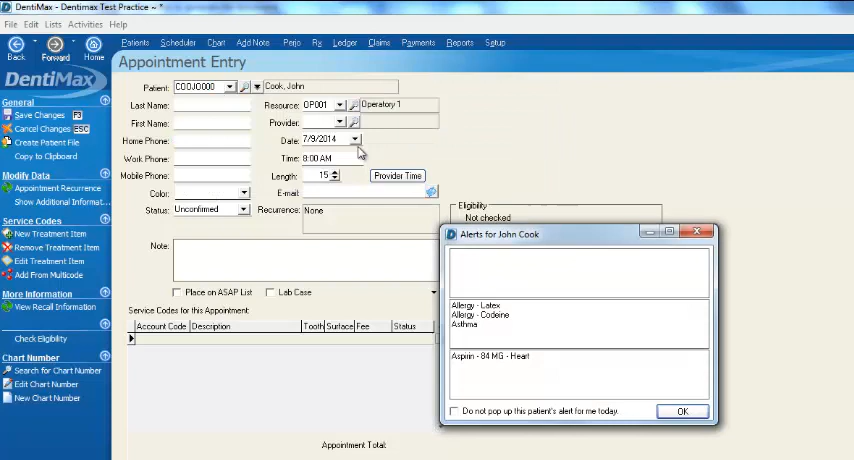 DentiMax - Dentimax Test Practice ~ *
File Edit Lists Activities Help
Back Forward Home
Patients Scheduler Chart Add Note Perio Rx Ledger Claims Payments Reports Setup
DentiMax
Appointment Entry
General
Save Changes F3
Cancel Changes ESC
Create Patient File
Copy to Clipboard
Modify Data
Appointment Recurrence
Show Additional Informat...
Service Codes
New Treatment Item
Remove Treatment Item
Edit Treatment Item
Add From Multicode
More Information
View Recall Information
Check Eligibility
Chart Number
Search for Chart Number
Edit Chart Number
New Chart Number
Patient: COOJO000 Cook, John
Last Name: Resource: OP001 Operatory 1
First Name: Provider:
Home Phone: Date: 7/9/2014
Work Phone: Time: 8:00 AM
Mobile Phone: Length: 15 Provider Time
Color: E-mail:
Status: Unconfirmed Recurrence: None
Eligibility
Not checked
Note:
Place on ASAP List Lab Case
Service Codes for this Appointment:
Account Code Description Tooth Surface Fee Status
Appointment Total:
Alerts for John Cook
Allergy - Latex
Allergy - Codeine
Asthma
Aspirin - 84 MG - Heart
Do not pop up this patient's alert for me today.
OK